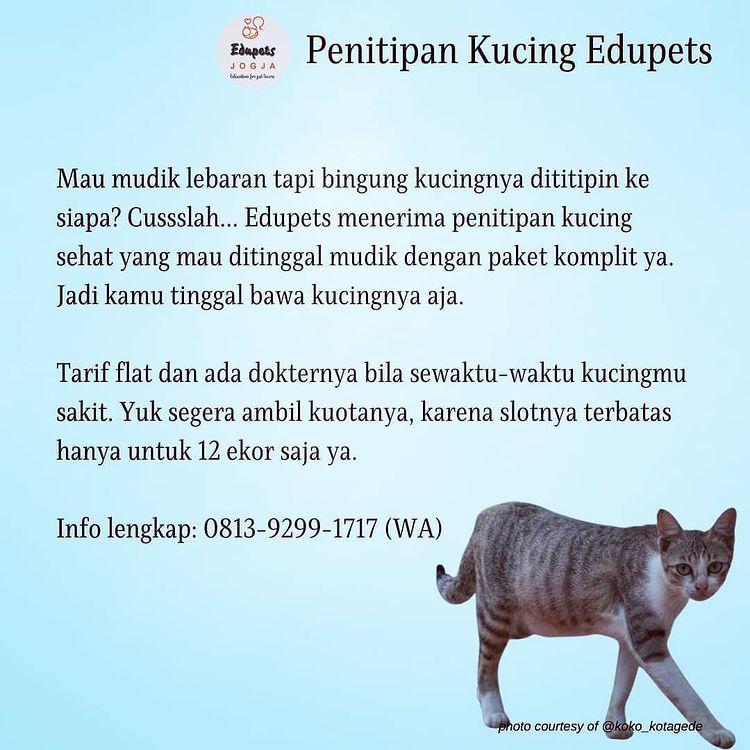 Edupets
JOGJA
Education for pet lovers
Penitipan Kucing Edupets
Mau mudik lebaran tapi bingung kucingnya dititipin ke
siapa? Cussslah... Edupets menerima penitipan kucing
sehat yang mau ditinggal mudik dengan paket komplit ya.
Jadi kamu tinggal bawa kucingnya aja.
Tarif flat dan ada dokternya bila sewaktu-waktu kucingmu
sakit. Yuk segera ambil kuotanya, karena slotnya terbatas
hanya untuk 12 ekor saja ya.
Info lengkap: 0813-9299-1717 (WA)
photo courtesy of @koko_kotagede